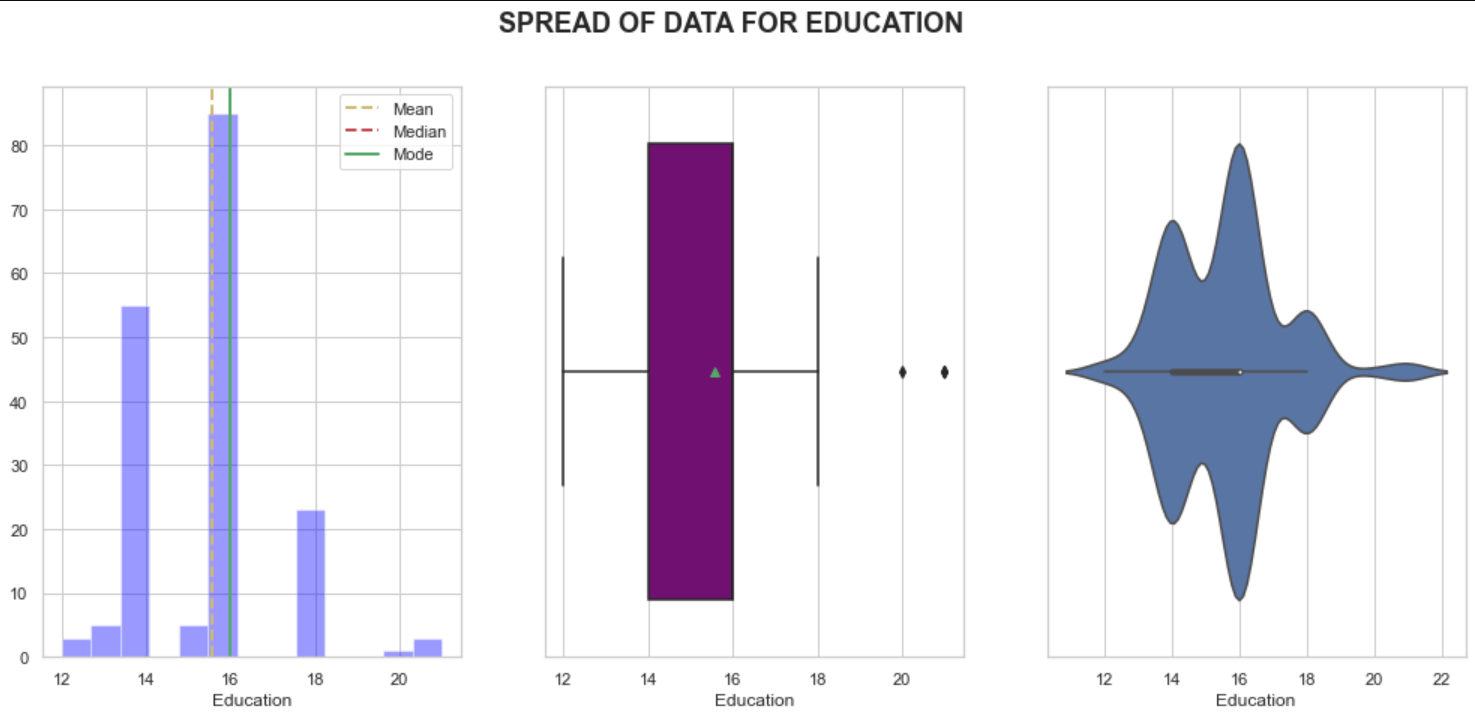 SPREAD OF DATA FOR EDUCATION
Mean
Median
Mode
80
70
60
50
40
30
20
10
0
12 14 16 18 20
Education
12 14 16 18 20
Education
12 14 16 18 20 22
Education